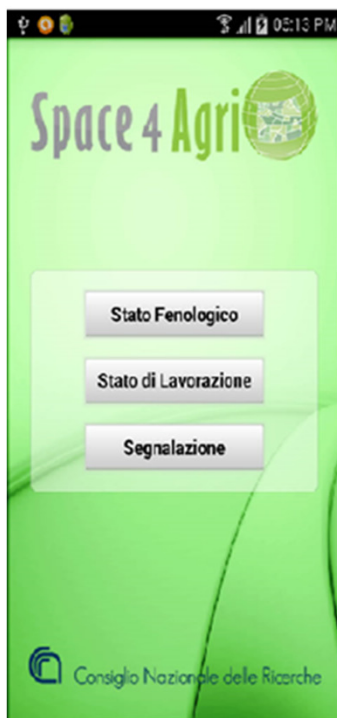 05:13 PM
Space 4 Agri
Stato Fenologico
Stato di Lavorazione
Segnalazione
Consiglio Nazionale delle Ricerche